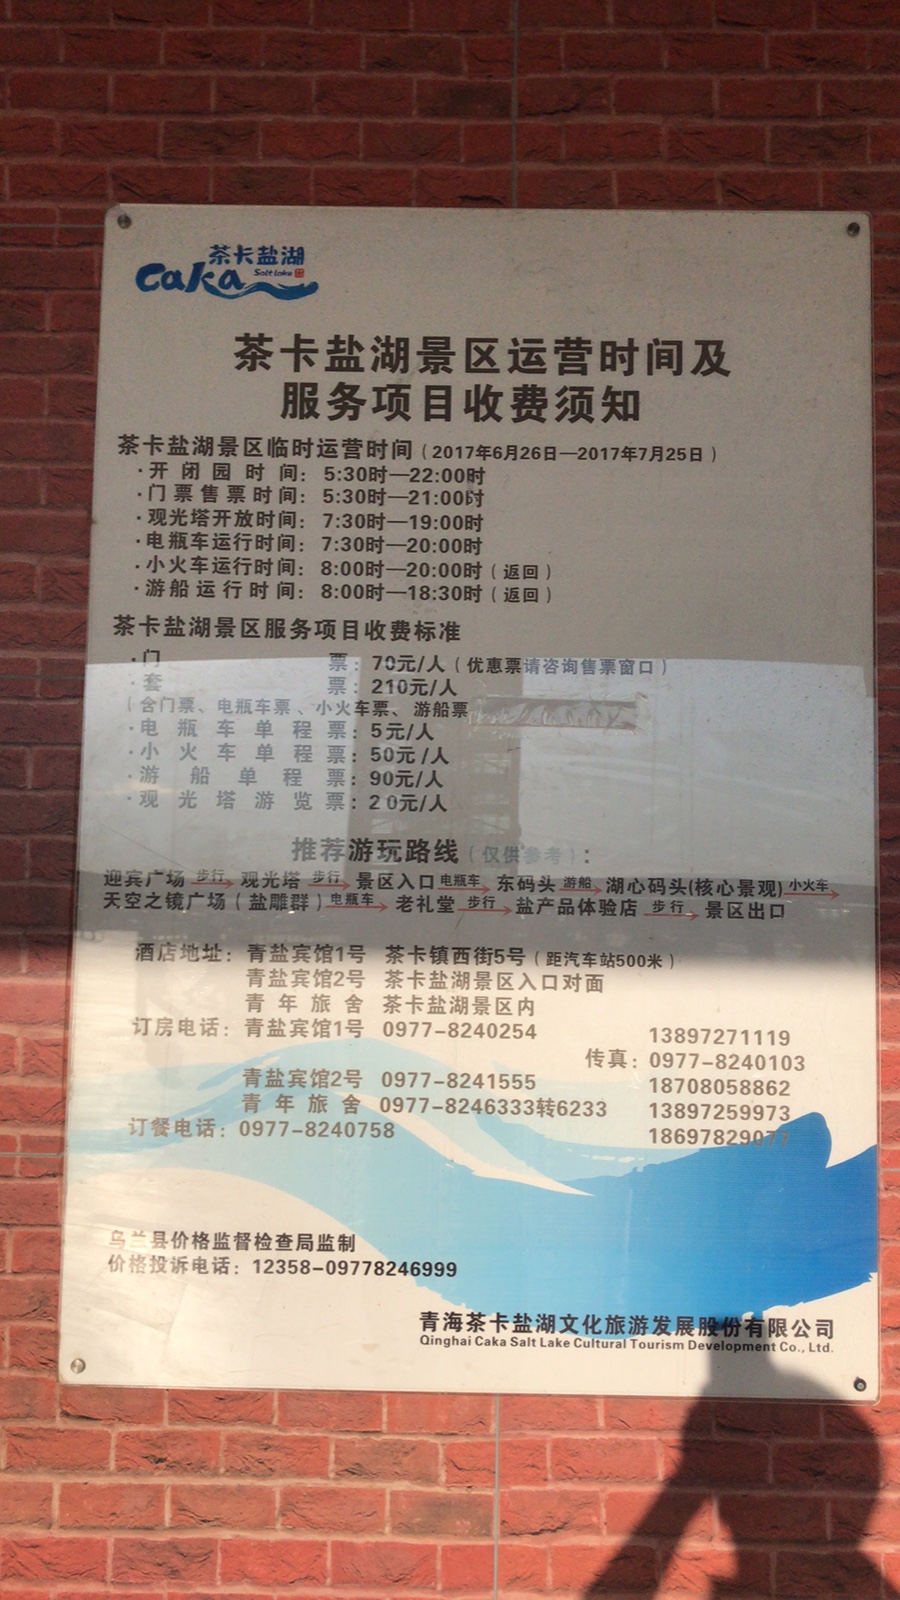 茶卡盐湖
Caka Salt lake
茶卡盐湖景区运营时间及
服务项目收费须知
茶卡盐湖景区临时运营时间（2017年6月26日—2017年7月25日）
·开闭园时间：5:30时—22:00时
·门票售票时间：5:30时—21:00时
·观光塔开放时间：7:30时—19:00时
·电瓶车运行时间：7:30时—20:00时
·小火车运行时间：8:00时—20:00时（返回）
·游船运行时间：8:00时—18:30时（返回）
茶卡盐湖景区服务项目收费标准
·门票：70元/人（优惠票请咨询售票窗口）
·套票：210元/人
（含门票、电瓶车票、小火车票、游船票
·电瓶车单程票：5元/人
·小火车单程票：50元/人
·游船单程票：90元/人
·观光塔游览票：20元/人
推荐游玩路线（仅供参考）：
迎宾广场 步行→ 观光塔 步行→ 景区入口 电瓶车→ 东码头 游船→ 湖心码头(核心景观) 小火车→
天空之镜广场（盐雕群） 电瓶车→ 老礼堂 步行→ 盐产品体验店 步行→ 景区出口
酒店地址：青盐宾馆1号 茶卡镇西街5号（距汽车站500米）
青盐宾馆2号 茶卡盐湖景区入口对面
青年旅舍 茶卡盐湖景区内
订房电话：青盐宾馆1号 0977-8240254 13897271119
传真：0977-8240103
青盐宾馆2号 0977-8241555 18708058862
青年旅舍 0977-8246333转6233 13897259973
订餐电话：0977-8240758 18697829077
乌兰县价格监督检查局监制
价格投诉电话：12358-09778246999
青海茶卡盐湖文化旅游发展股份有限公司
Qinghai Caka Salt Lake Cultural Tourism Development Co., Ltd.